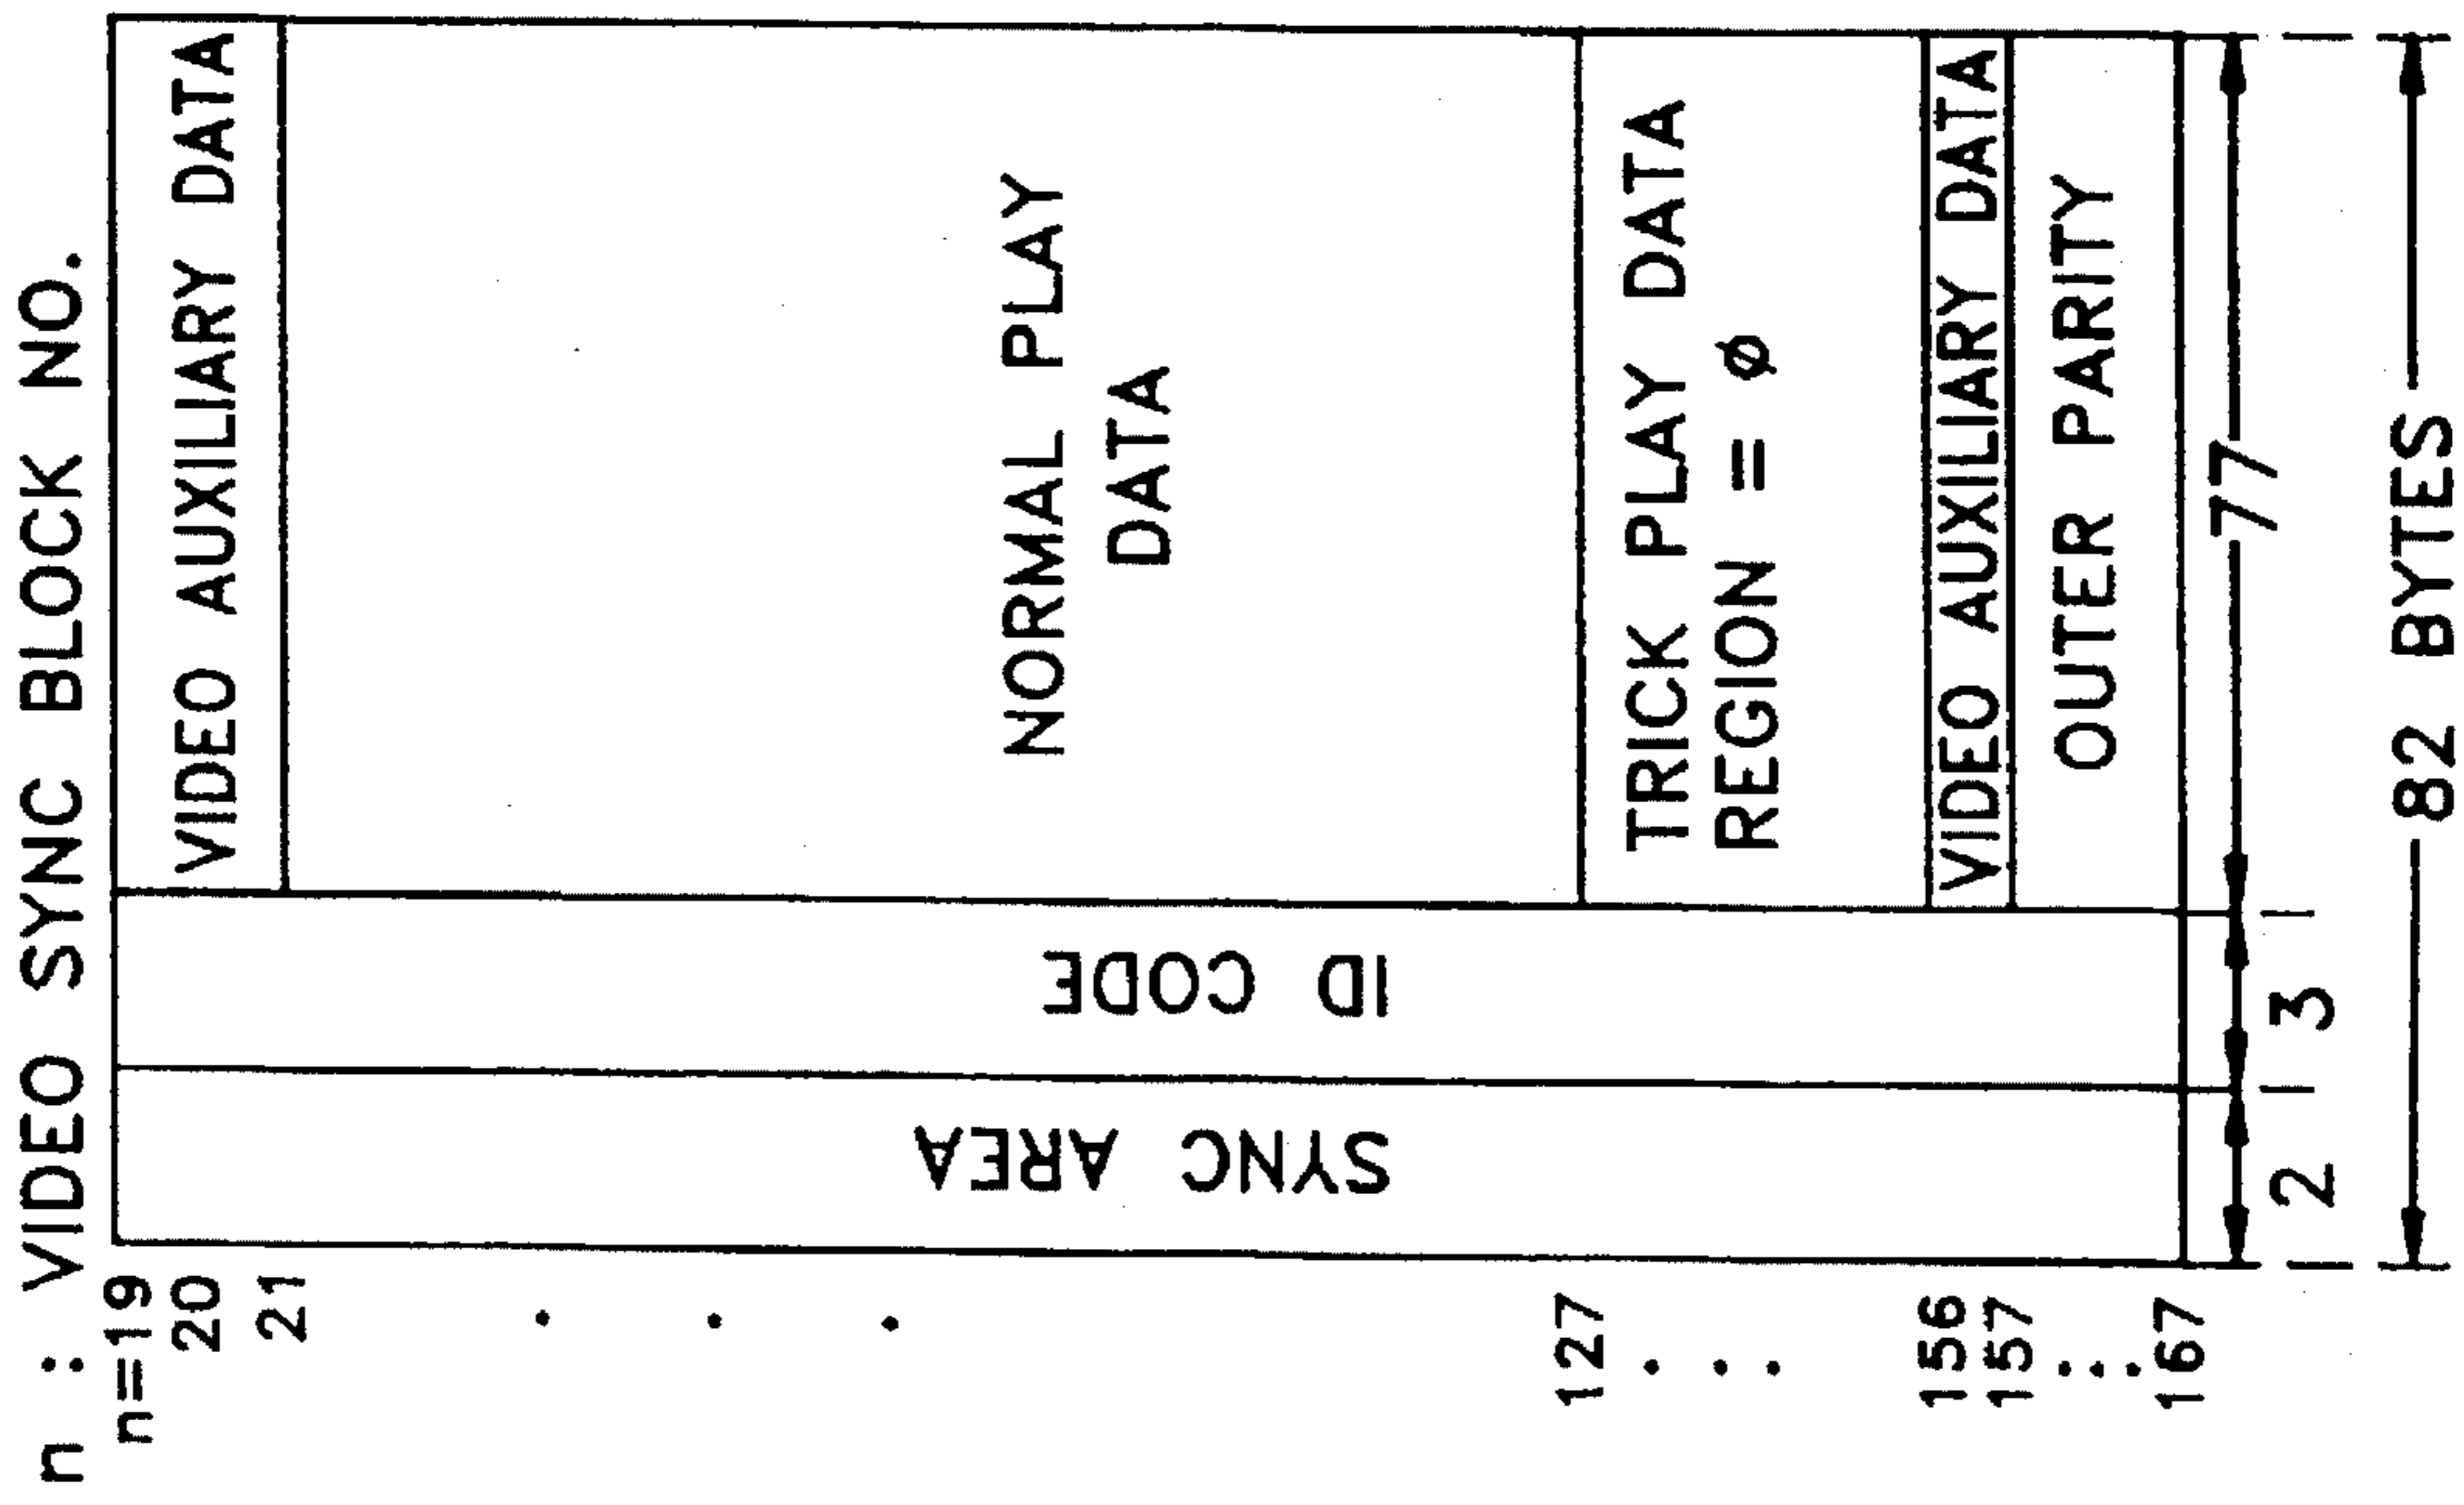 n : VIDEO SYNC BLOCK NO.
n=19
20
21
127
156
157
167
SYNC AREA
ID CODE
VIDEO AUXILIARY DATA
NORMAL PLAY
DATA
TRICK PLAY DATA
REGION = φ
VIDEO AUXILIARY DATA
OUTER PARITY
2
3
77
82 BYTES